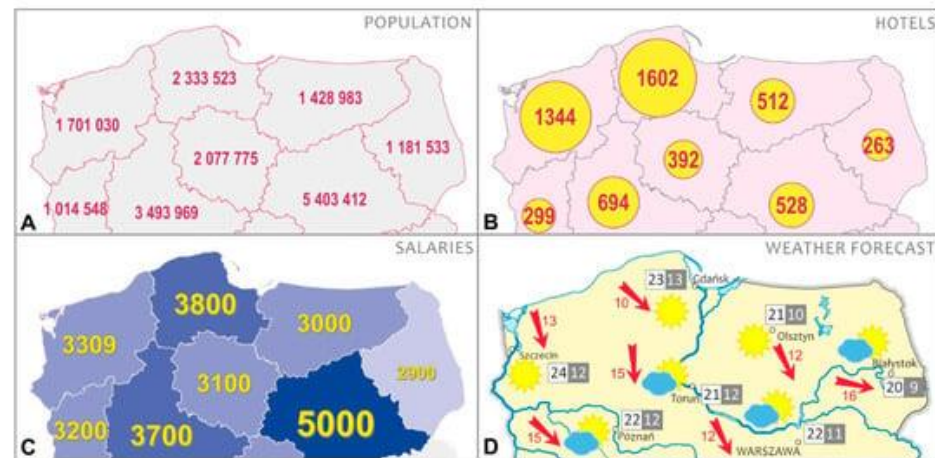 POPULATION
2 333 523
1 428 983
1 701 030
1 181 533
2 077 775
5 403 412
1 014 548
3 493 969
A
HOTELS
1602
1344
512
263
392
694
528
299
B
SALARIES
3800
3000
3309
2900
3100
5000
3200
3700
C
WEATHER FORECAST
23 13
Gdańsk
10
21 10
13
Olsztyn
12
Szczecin
15
Białystok
24 12
16
20 9
21 12
Toruń
22 12
15
Poznań
12
22 11
WARSZAWA
D